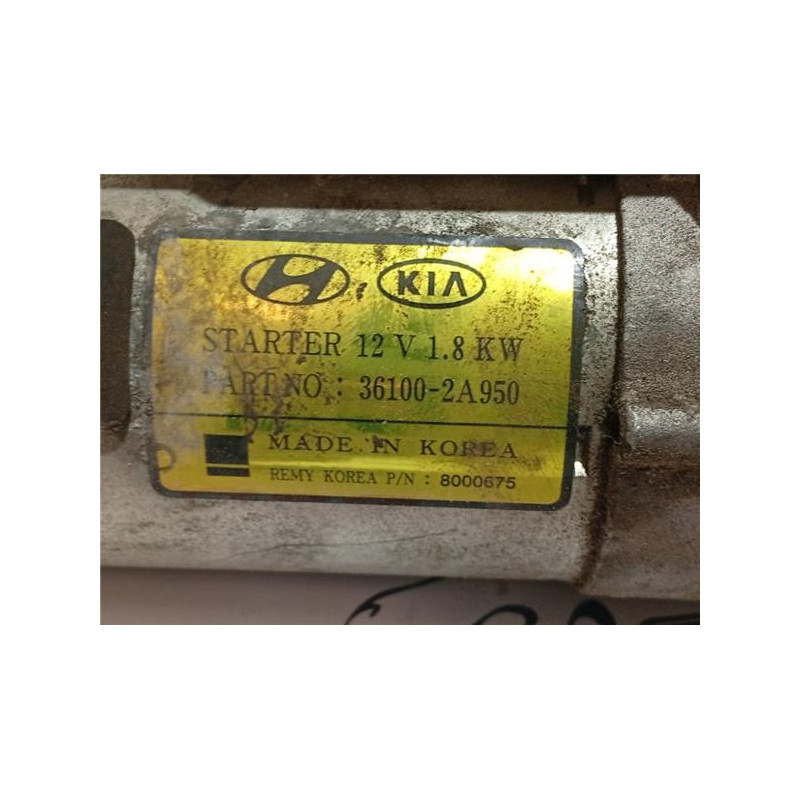 KIA
STARTER 12 V 1.8 KW
PART NO : 36100-2A950
MADE IN KOREA
REMY KOREA P/N : 8000675